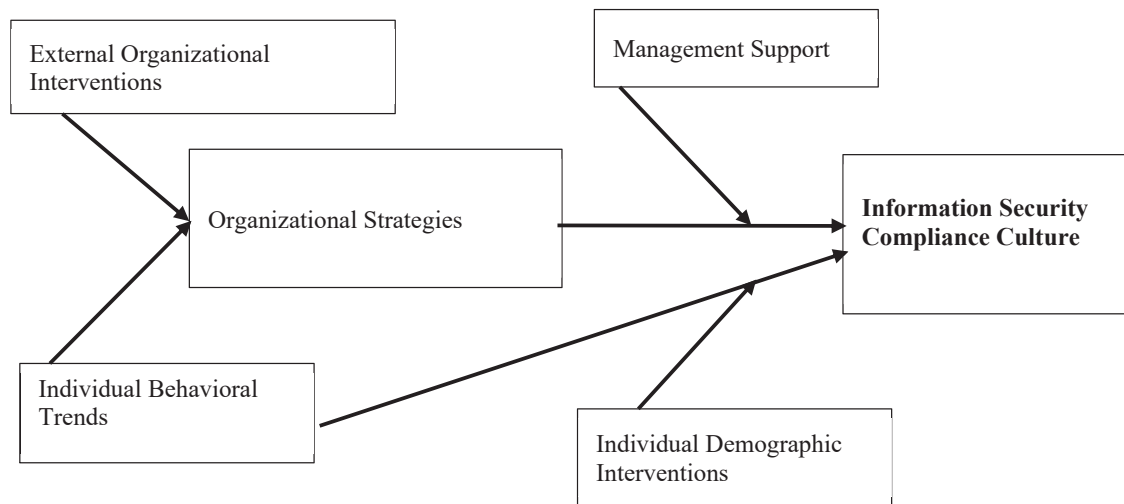 External Organizational
Interventions
Management Support
Organizational Strategies
Information Security
Compliance Culture
Individual Behavioral
Trends
Individual Demographic
Interventions